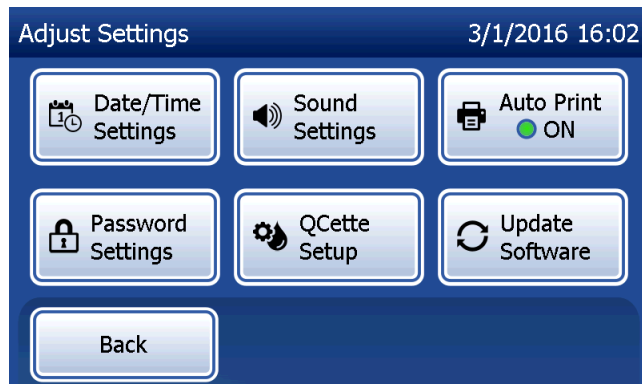 Adjust Settings 3/1/2016 16:02
Date/Time
Settings
Sound
Settings
Auto Print
ON
Password
Settings
QCette
Setup
Update
Software
Back